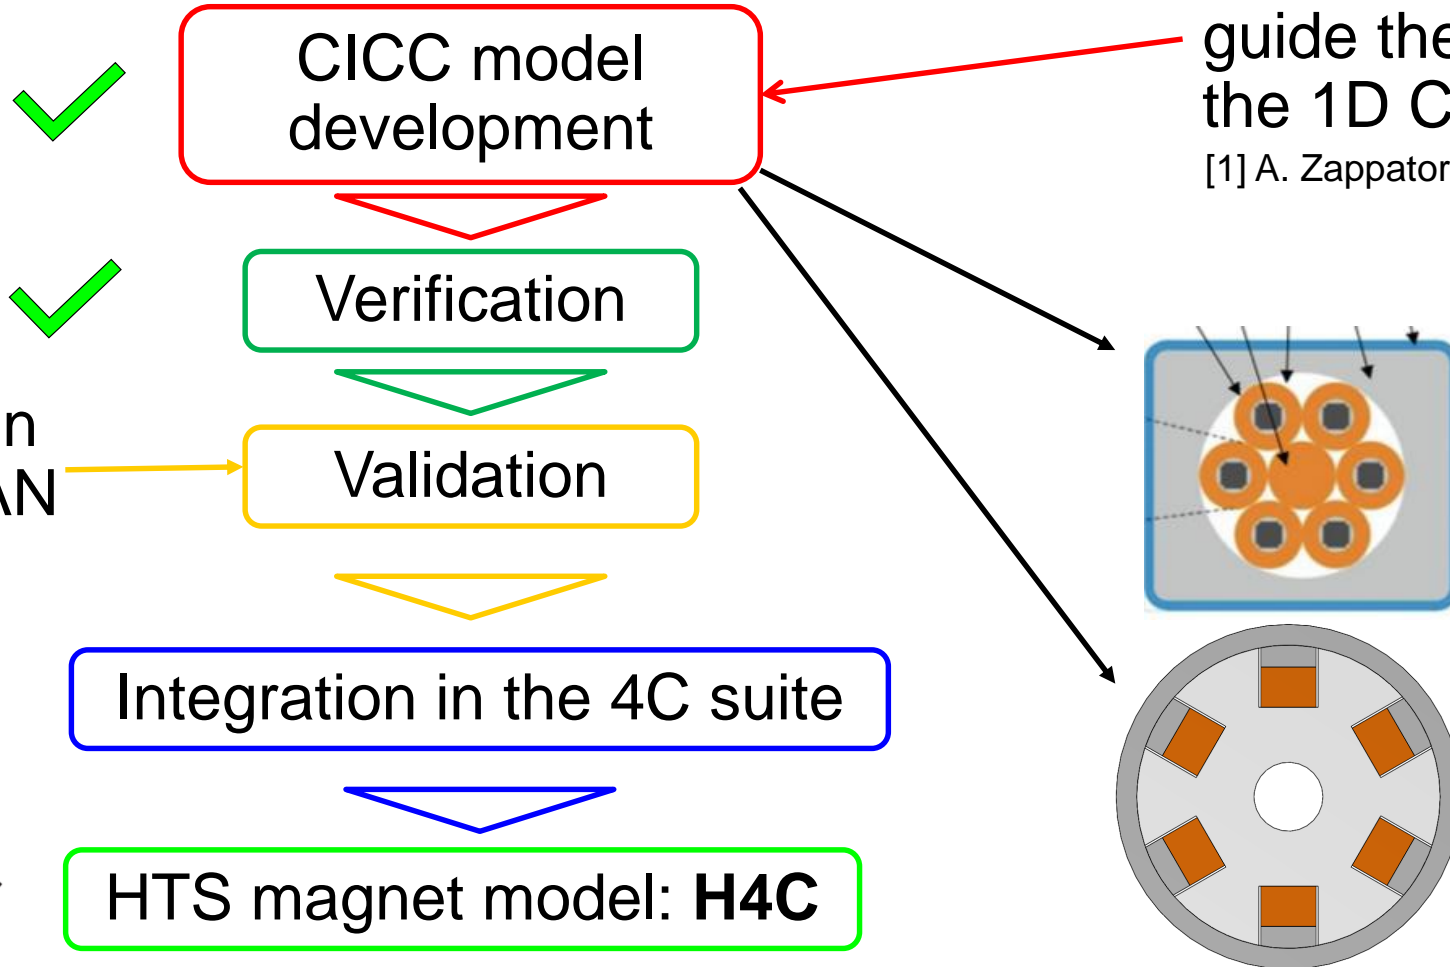 CICC model
development
guide the
the 1D C
[1] A. Zappator
Verification
n
AN
Validation
Integration in the 4C suite
HTS magnet model: H4C